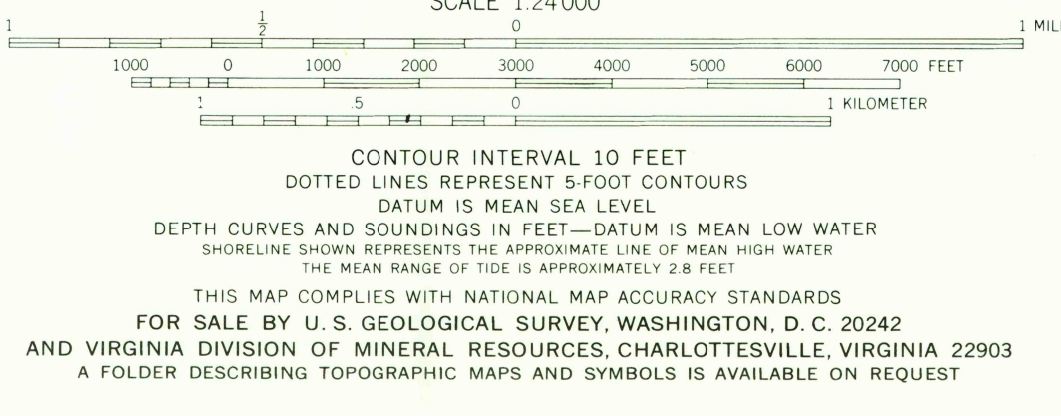 SCALE 1:24 000
1 1/2 0 1 MIL
1000 0 1000 2000 3000 4000 5000 6000 7000 FEET
1 .5 0 1 KILOMETER
CONTOUR INTERVAL 10 FEET
DOTTED LINES REPRESENT 5-FOOT CONTOURS
DATUM IS MEAN SEA LEVEL
DEPTH CURVES AND SOUNDINGS IN FEET—DATUM IS MEAN LOW WATER
SHORELINE SHOWN REPRESENTS THE APPROXIMATE LINE OF MEAN HIGH WATER
THE MEAN RANGE OF TIDE IS APPROXIMATELY 2.8 FEET
THIS MAP COMPLIES WITH NATIONAL MAP ACCURACY STANDARDS
FOR SALE BY U. S. GEOLOGICAL SURVEY, WASHINGTON, D. C. 20242
AND VIRGINIA DIVISION OF MINERAL RESOURCES, CHARLOTTESVILLE, VIRGINIA 22903
A FOLDER DESCRIBING TOPOGRAPHIC MAPS AND SYMBOLS IS AVAILABLE ON REQUEST